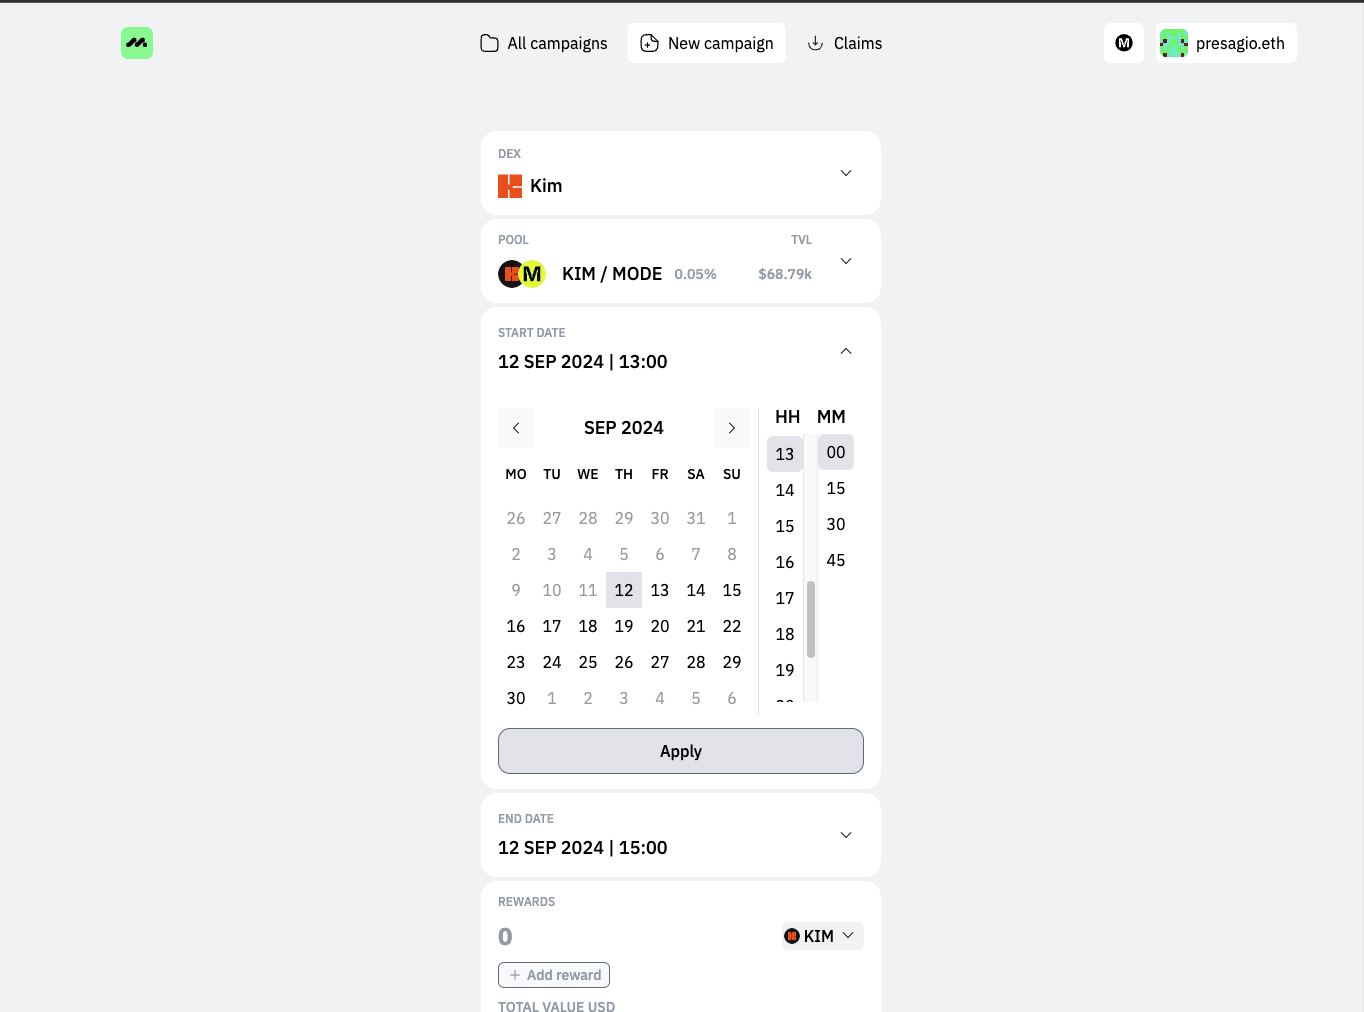 All campaigns
New campaign
Claims
M
presagio.eth
DEX
Kim
POOL
TVL
M
KIM / MODE 0.05% $68.79k
START DATE
12 SEP 2024 | 13:00
SEP 2024
HH MM
MO TU WE TH FR SA SU
26 27 28 29 30 31 1
2 3 4 5 6 7 8
9 10 11 12 13 14 15
16 17 18 19 20 21 22
23 24 25 26 27 28 29
30 1 2 3 4 5 6
13
14
15
16
17
18
19
00
15
30
45
Apply
END DATE
12 SEP 2024 | 15:00
REWARDS
0
KIM
+ Add reward
TOTAL VALUE USD